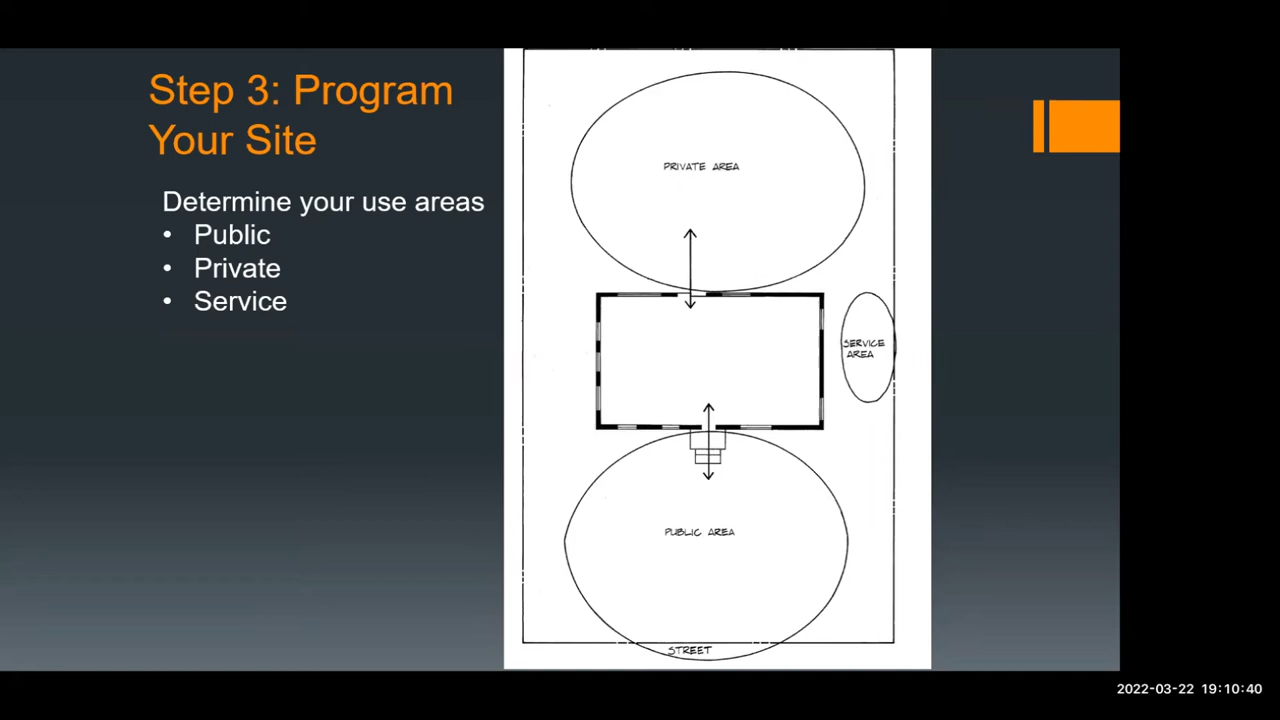 Step 3: Program
Your Site
Determine your use areas
• Public
• Private
• Service
PRIVATE AREA
SERVICE
AREA
PUBLIC AREA
STREET
2022-03-22 19:10:40